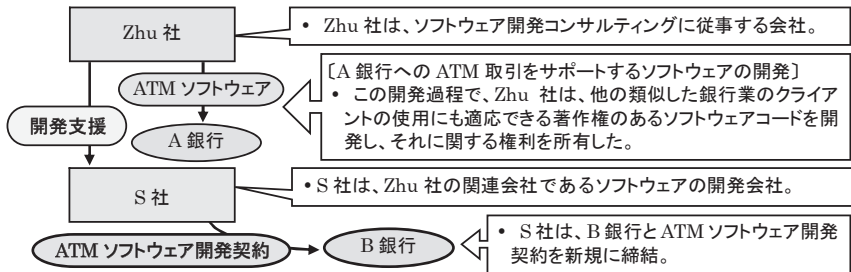 Zhu 社
• Zhu 社は、ソフトウェア開発コンサルティングに従事する会社。
ATM ソフトウェア
〔A 銀行への ATM 取引をサポートするソフトウェアの開発〕
• この開発過程で、Zhu 社は、他の類似した銀行業のクライア
ントの使用にも適応できる著作権のあるソフトウェアコードを開
発し、それに関する権利を所有した。
開発支援
A 銀行
S 社
• S 社は、Zhu 社の関連会社であるソフトウェアの開発会社。
ATM ソフトウェア開発契約
B 銀行
• S 社は、B 銀行と ATM ソフトウェア開発
契約を新規に締結。